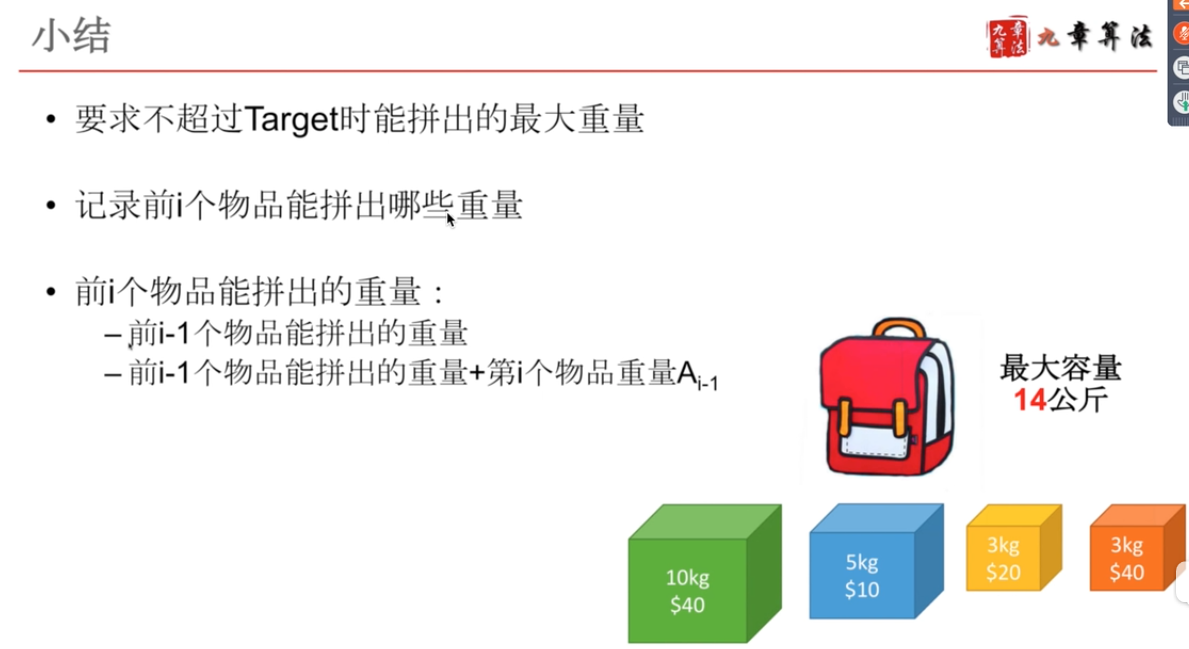 小结
九章算法
九章算法
• 要求不超过Target时能拼出的最大重量
• 记录前i个物品能拼出哪些重量
• 前i个物品能拼出的重量：
– 前i-1个物品能拼出的重量
– 前i-1个物品能拼出的重量+第i个物品重量Ai-1
最大容量
14公斤
10kg
$40
5kg
$10
3kg
$20
3kg
$40